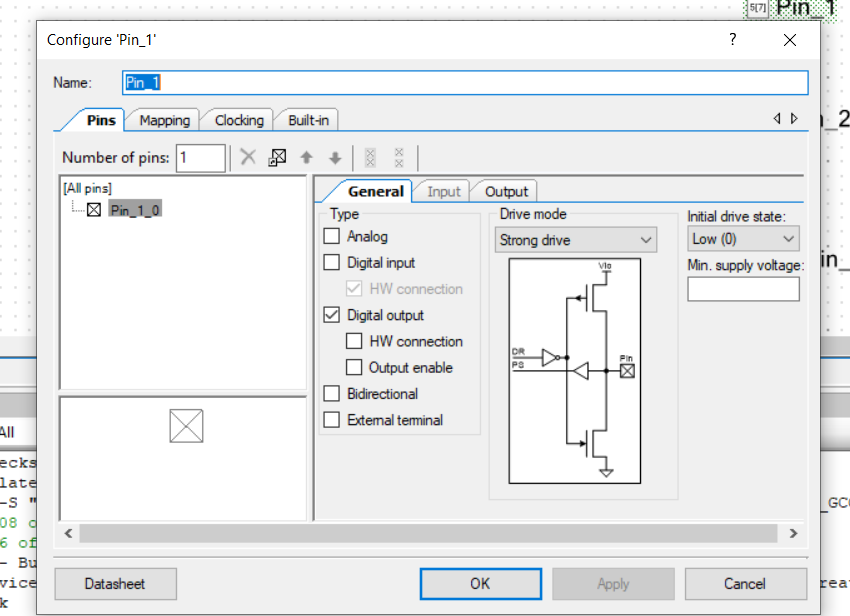 5[7] Pin_1
Configure 'Pin_1'
?
Name: Pin_1
Pins Mapping Clocking Built-in
Number of pins: 1
[All pins]
Pin_1_0
General Input Output
Type
Analog
Digital input
HW connection
Digital output
HW connection
Output enable
Bidirectional
External terminal
Drive mode
Strong drive
Vio
DR
PS
Pin
Initial drive state:
Low (0)
Min. supply voltage:
Datasheet OK Apply Cancel
_2
in_
All
ecks
late
-S "
_GC
08 o
6 of
- Bu
vice
rea
k